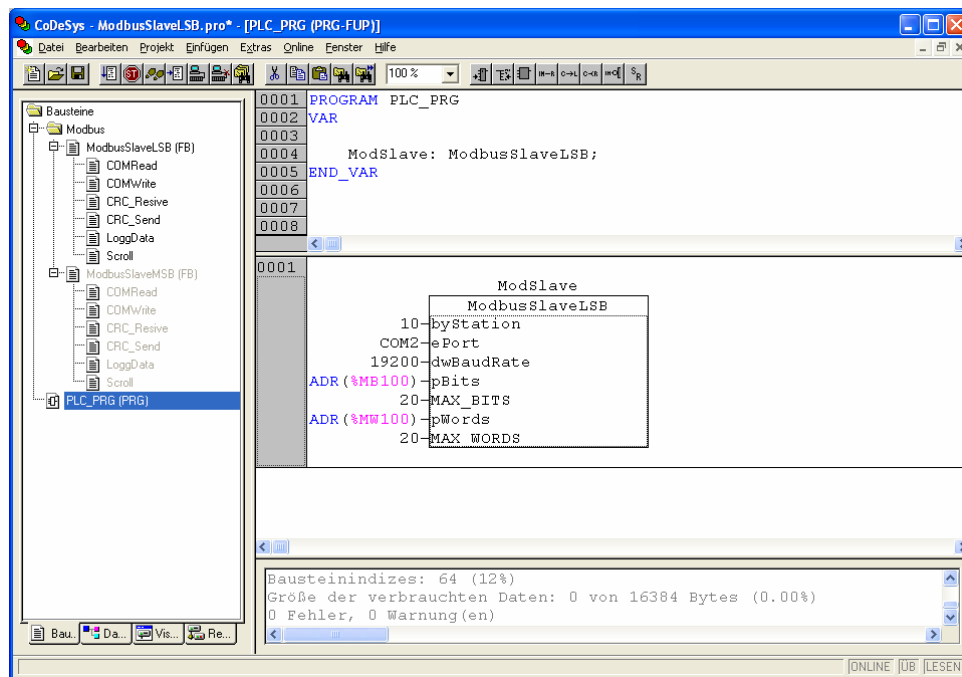 CoDeSys - ModbusSlaveLSB.pro* - [PLC_PRG (PRG-FUP)]
Datei Bearbeiten Projekt Einfügen Extras Online Fenster Hilfe
100 %
Bausteine
Modbus
ModbusSlaveLSB (FB)
COMRead
COMWrite
CRC_Resive
CRC_Send
LoggData
Scroll
ModbusSlaveMSB (FB)
COMRead
COMWrite
CRC_Resive
CRC_Send
LoggData
Scroll
PLC_PRG (PRG)
Bau.. Da... Vis... Re...
0001 PROGRAM PLC_PRG
0002 VAR
0003
0004 ModSlave: ModbusSlaveLSB;
0005 END_VAR
0006
0007
0008
0001
ModSlave
ModbusSlaveLSB
10 byStation
COM2 ePort
19200 dwBaudRate
ADR(%MB100) pBits
20 MAX_BITS
ADR(%MW100) pWords
20 MAX_WORDS
Bausteinindizes: 64 (12%)
Größe der verbrauchten Daten: 0 von 16384 Bytes (0.00%)
0 Fehler, 0 Warnung(en)
ONLINE ÜB LESEN